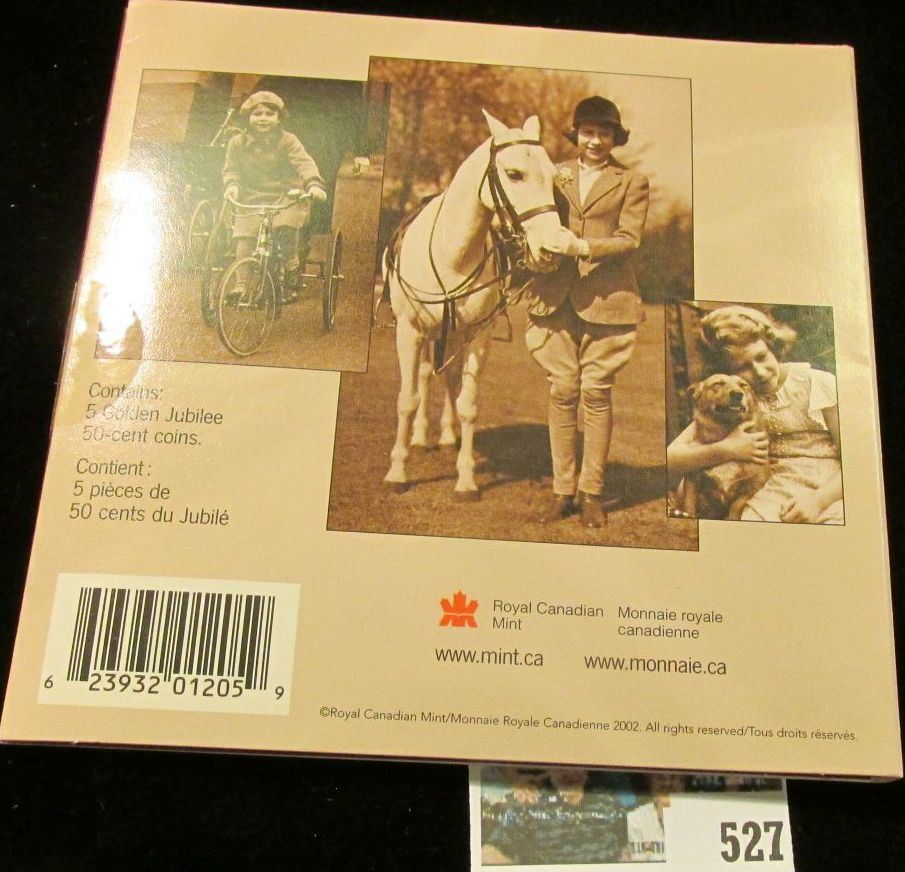 Contains:
5 Golden Jubilee
50-cent coins.
Contient :
5 pièces de
50 cents du Jubilé
6 23932 01205 9
Royal Canadian
Mint
Monnaie royale
canadienne
www.mint.ca
www.monnaie.ca
©Royal Canadian Mint/Monnaie Royale Canadienne 2002. All rights reserved/Tous droits réservés.
527